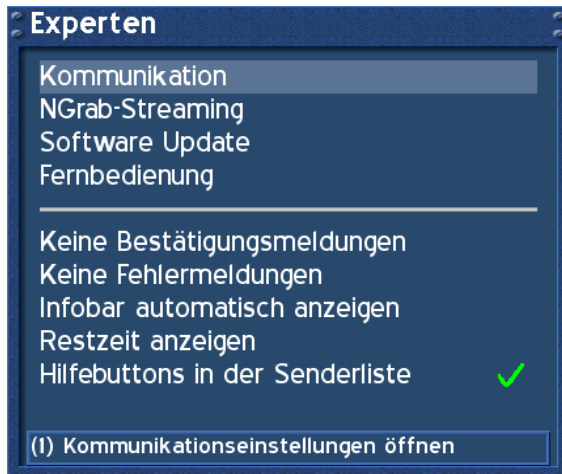 Experten
Kommunikation
NGrab-Streaming
Software Update
Fernbedienung
Keine Bestätigungsmeldungen
Keine Fehlermeldungen
Infobar automatisch anzeigen
Restzeit anzeigen
Hilfebuttons in der Senderliste
(1) Kommunikationseinstellungen öffnen